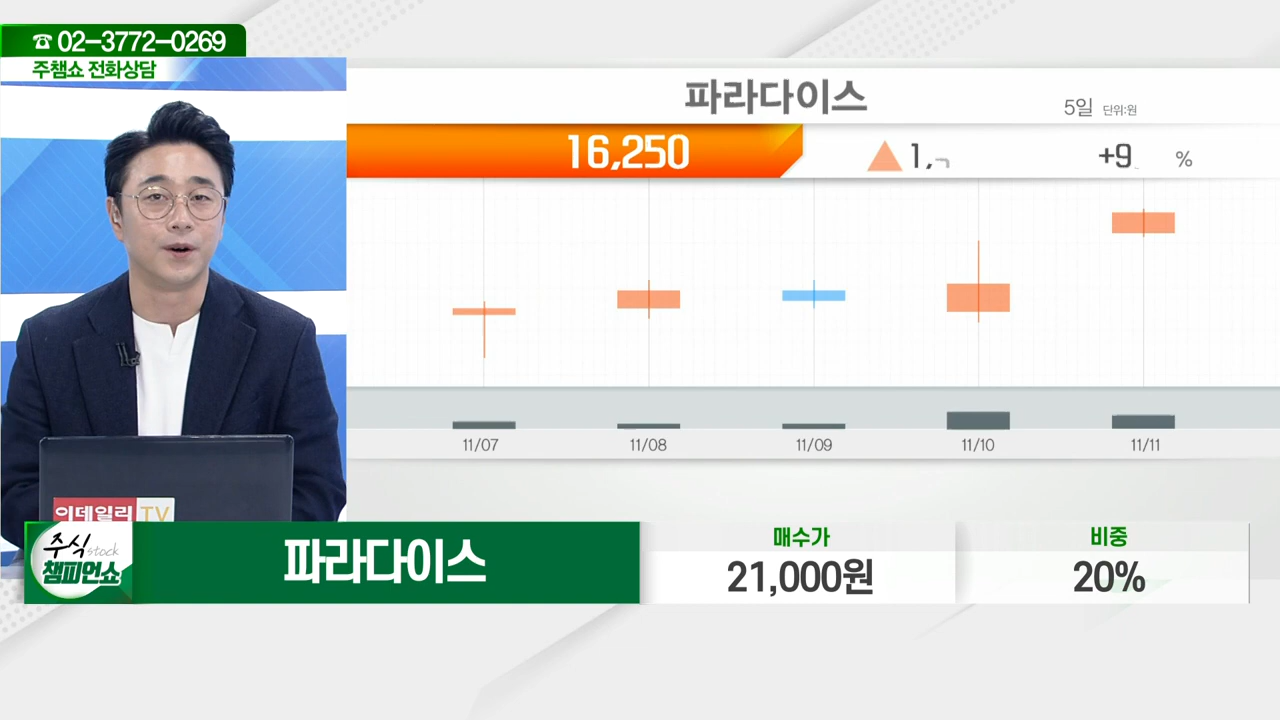 ☎ 02-3772-0269
주챔쇼 전화상담
파라다이스
5일 단위:원
16,250
▲ 1,
+9 %
11/07 11/08 11/09 11/10 11/11
이데일리 TV
주식 stock
챔피언쇼
파라다이스
매수가
21,000원
비중
20%